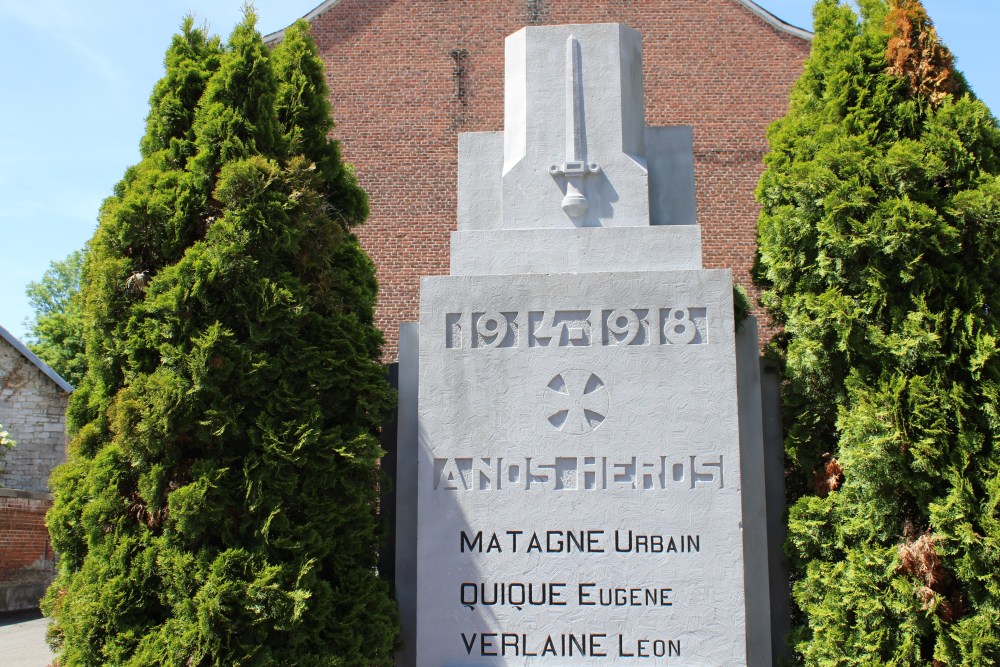 1914-1918
A NOS HEROS
MATAGNE URBAIN
QUIQUE EUGENE
VERLAINE LEON